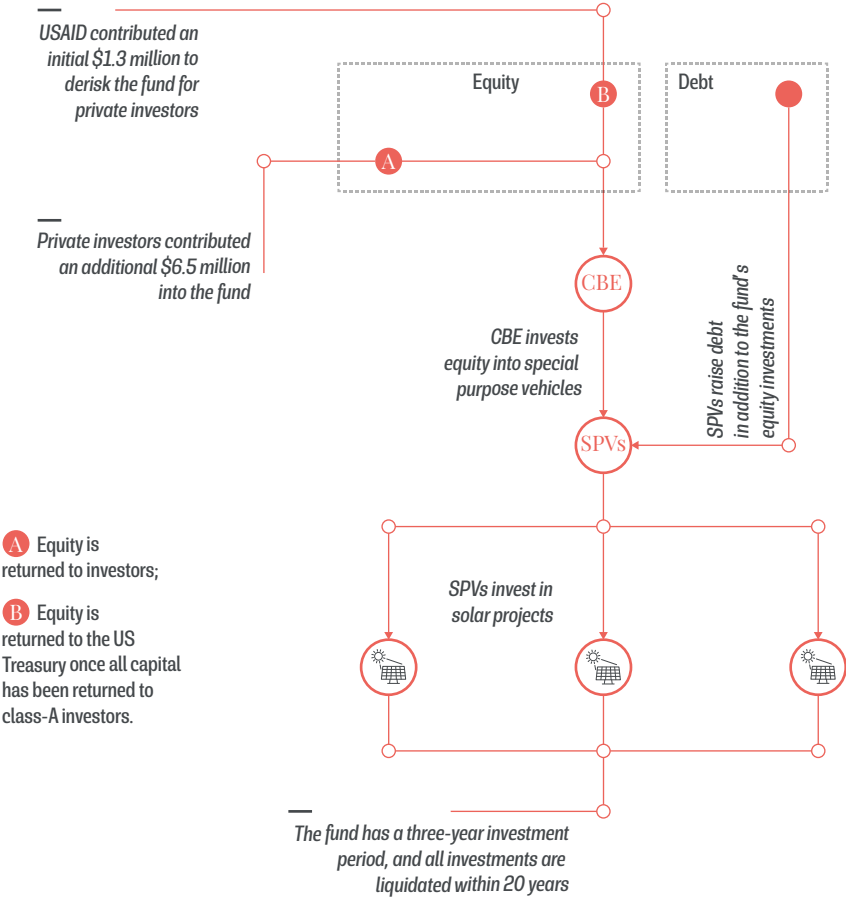 USAID contributed an
initial $1.3 million to
derisk the fund for
private investors
Equity
Debt
B
A
Private investors contributed
an additional $6.5 million
into the fund
CBE
CBE invests
equity into special
purpose vehicles
SPVs raise debt
in addition to the fund's
equity investments
SPVs
A Equity is
returned to investors;
B Equity is
returned to the US
Treasury once all capital
has been returned to
class-A investors.
SPVs invest in
solar projects
The fund has a three-year investment
period, and all investments are
liquidated within 20 years